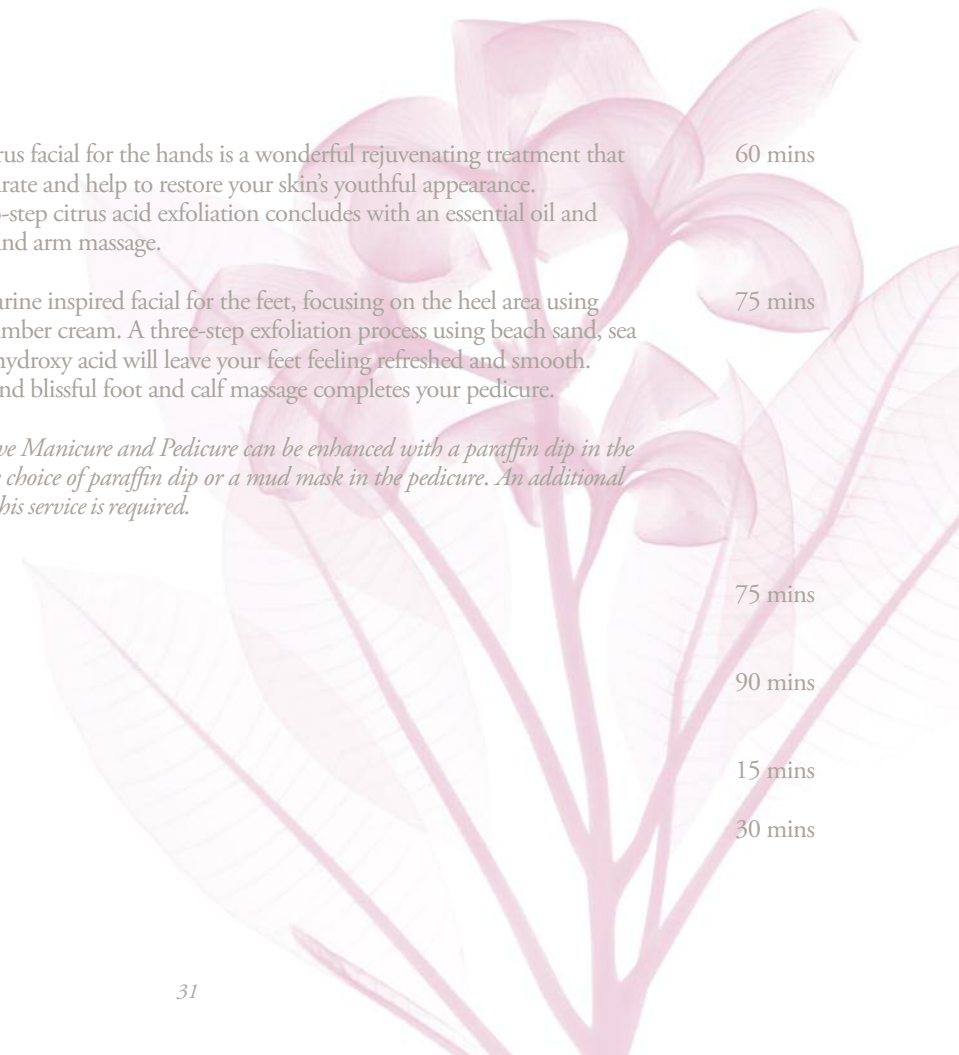 rus facial for the hands is a wonderful rejuvenating treatment that 60 mins
rate and help to restore your skin’s youthful appearance.
-step citrus acid exfoliation concludes with an essential oil and
nd arm massage.
arine inspired facial for the feet, focusing on the heel area using 75 mins
mber cream. A three-step exfoliation process using beach sand, sea
hydroxy acid will leave your feet feeling refreshed and smooth.
nd blissful foot and calf massage completes your pedicure.
ve Manicure and Pedicure can be enhanced with a paraffin dip in the
choice of paraffin dip or a mud mask in the pedicure. An additional
his service is required.
75 mins
90 mins
15 mins
30 mins
31